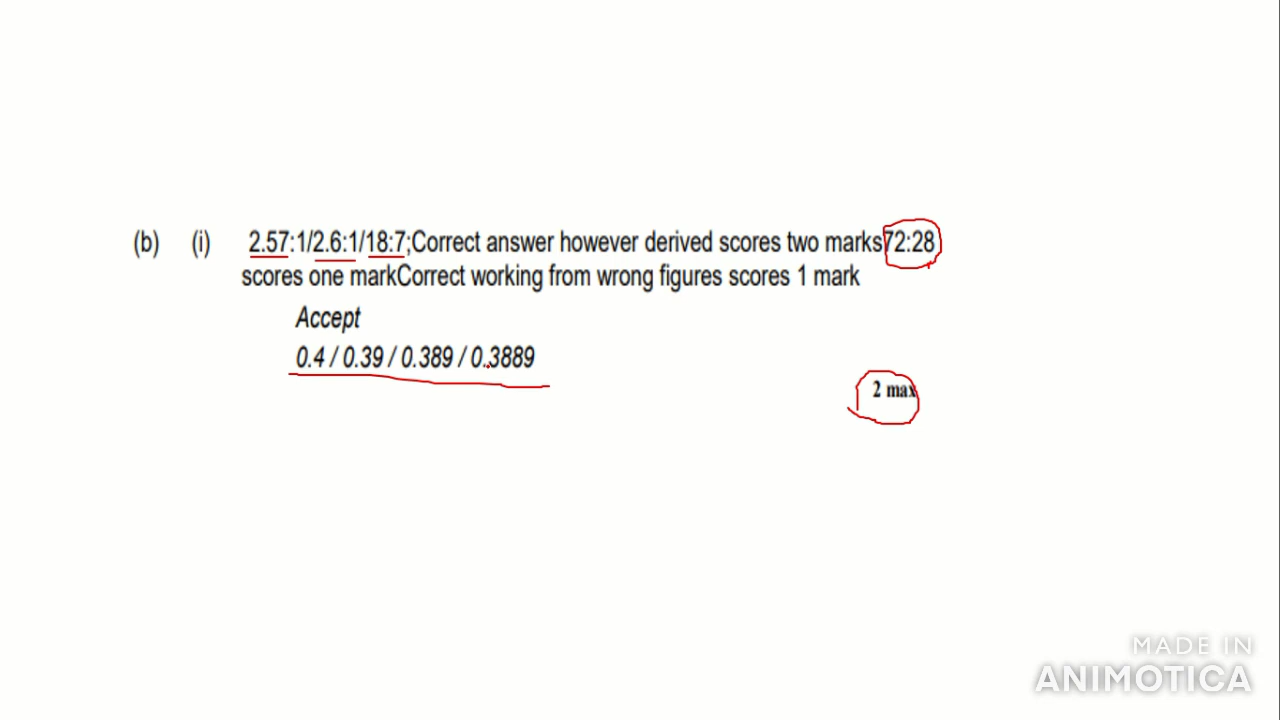 (b) (i) 2.57:1/2.6:1/18:7;Correct answer however derived scores two marks72:28
scores one markCorrect working from wrong figures scores 1 mark
Accept
0.4 / 0.39 / 0.389 / 0.3889
2 max
MADE IN
ANIMOTICA